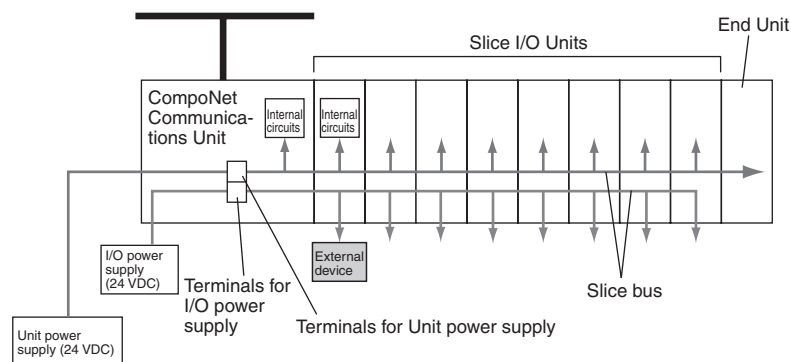 End Unit
Slice I/O Units
CompoNet
Communica-
tions Unit
Internal
circuits
Internal
circuits
I/O power
supply
(24 VDC)
External
device
Terminals for
I/O power
supply
Slice bus
Terminals for Unit power supply
Unit power
supply (24 VDC)